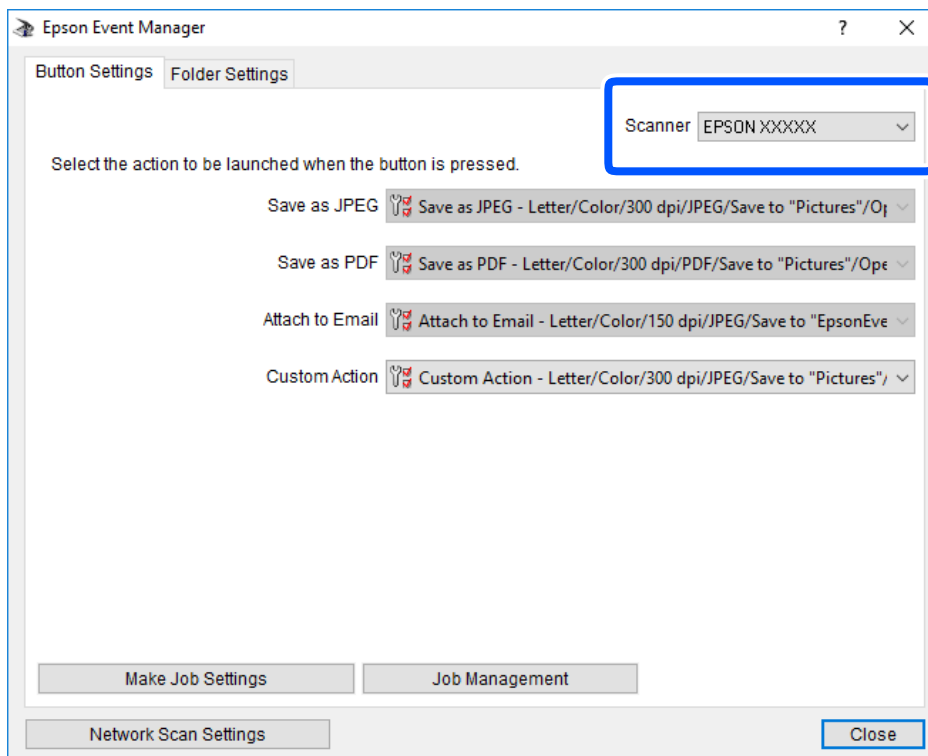 Epson Event Manager
Button Settings Folder Settings
Scanner EPSON XXXXX
Select the action to be launched when the button is pressed.
Save as JPEG Save as JPEG - Letter/Color/300 dpi/JPEG/Save to "Pictures"/Op
Save as PDF Save as PDF - Letter/Color/300 dpi/PDF/Save to "Pictures"/Ope
Attach to Email Attach to Email - Letter/Color/150 dpi/JPEG/Save to "EpsonEve
Custom Action Custom Action - Letter/Color/300 dpi/JPEG/Save to "Pictures"/
Make Job Settings Job Management
Network Scan Settings Close